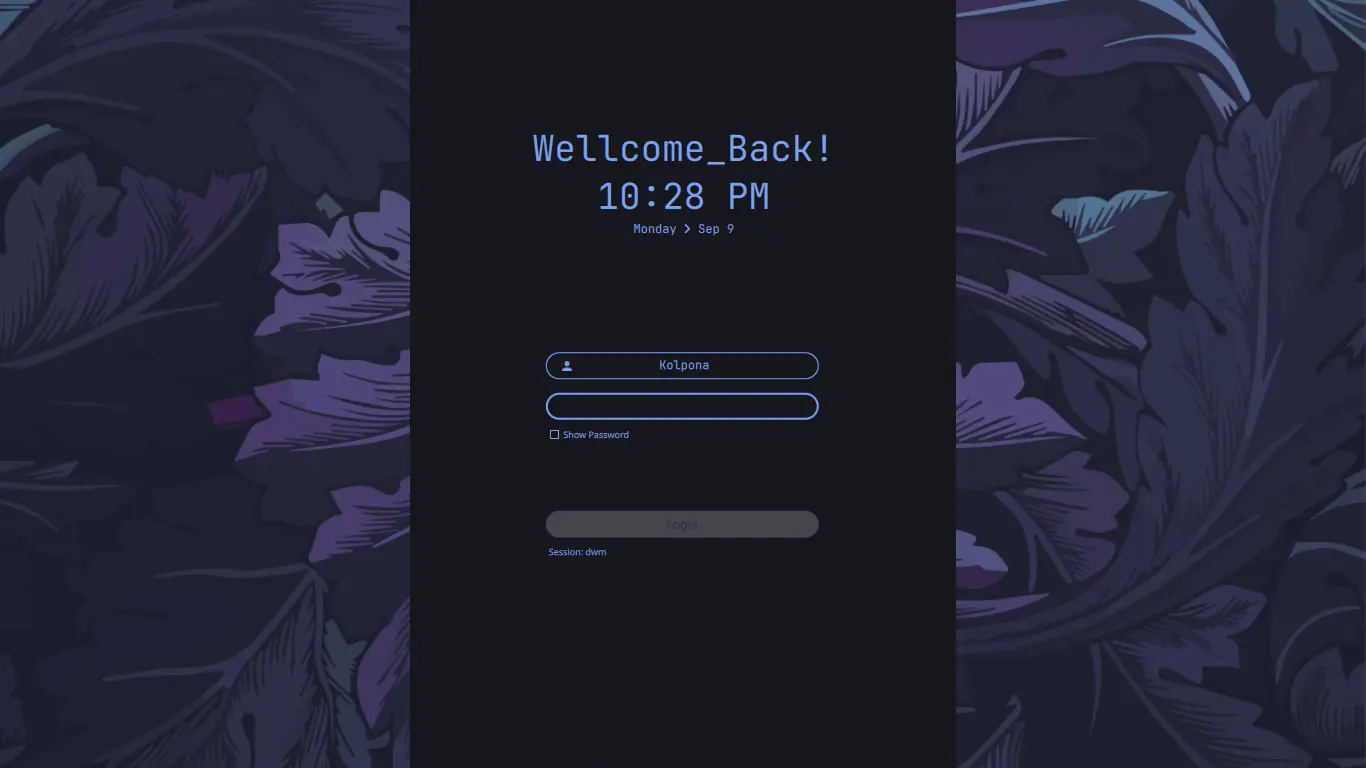 Wellcome_Back!
10:28 PM
Monday > Sep 9
Kolpona
Show Password
Login
Session: dwm